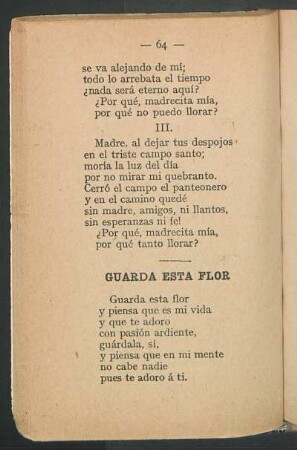 — 64 —
se va alejando de mí;
todo lo arrebata el tiempo
¿nada será eterno aquí?
¿Por qué, madrecita mía,
por qué no puedo llorar?
III.
Madre, al dejar tus despojos
en el triste campo santo;
moría la luz del día
por no mirar mi quebranto.
Cerró el campo el panteonero
y en el camino quedé
sin madre, amigos, ni llantos,
sin esperanzas ni fe!
¿Por qué, madrecita mía,
por qué tanto llorar?
GUARDA ESTA FLOR
Guarda esta flor
y piensa que es mi vida
y que te adoro
con pasión ardiente,
guárdala, sí,
y piensa que en mi mente
no cabe nadie
pues te adoro á ti.